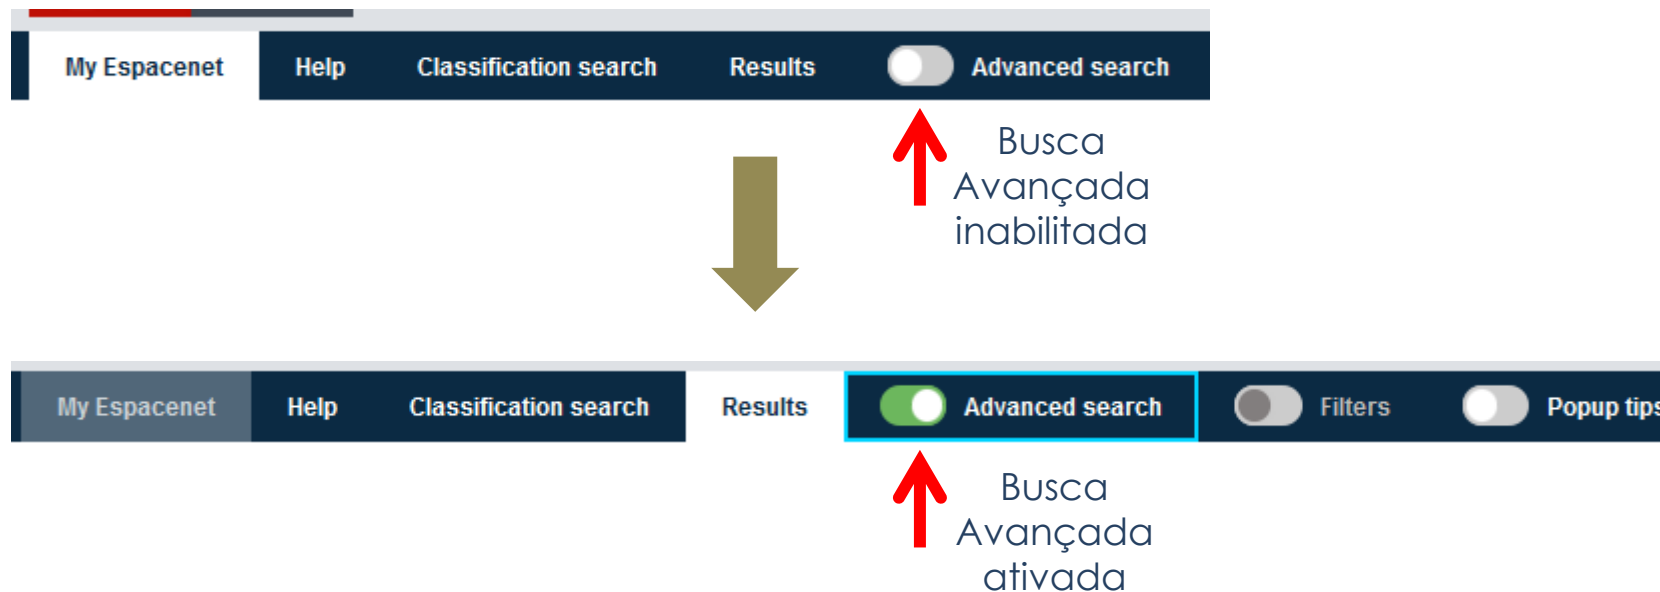 My Espacenet Help Classification search Results Advanced search
Busca
Avançada
inabilitada
My Espacenet Help Classification search Results Advanced search Filters Popup tips
Busca
Avançada
ativada